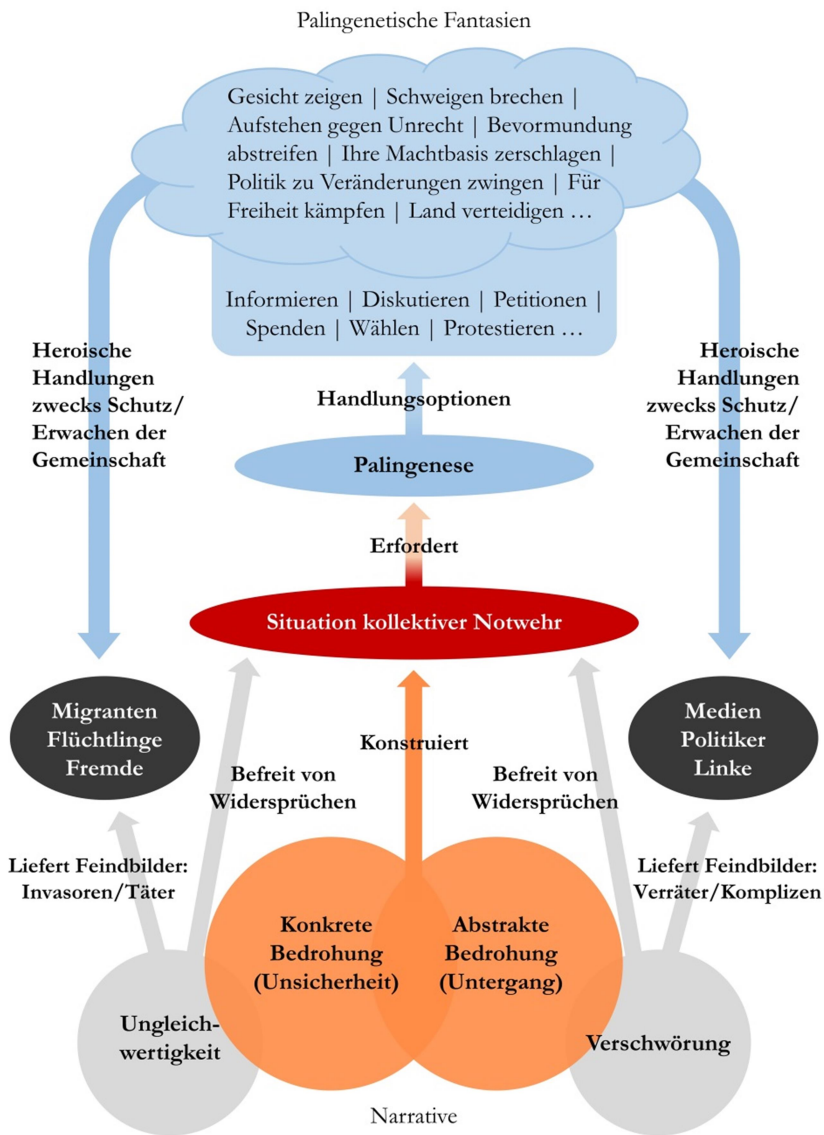 Palingenetische Fantasien
Gesicht zeigen | Schweigen brechen |
Aufstehen gegen Unrecht | Bevormundung
abstreifen | Ihre Machtbasis zerschlagen |
Politik zu Veränderungen zwingen | Für
Freiheit kämpfen | Land verteidigen …
Informieren | Diskutieren | Petitionen |
Spenden | Wählen | Protestieren …
Heroische
Handlungen
zwecks Schutz/
Erwachen der
Gemeinschaft
Heroische
Handlungen
zwecks Schutz/
Erwachen der
Gemeinschaft
Handlungsoptionen
Palingenese
Erfordert
Situation kollektiver Notwehr
Migranten
Flüchtlinge
Fremde
Medien
Politiker
Linke
Konstruiert
Befreit von
Widersprüchen
Befreit von
Widersprüchen
Liefert Feindbilder:
Invasoren/Täter
Liefert Feindbilder:
Verräter/Komplizen
Konkrete
Bedrohung
(Unsicherheit)
Abstrakte
Bedrohung
(Untergang)
Ungleich-
wertigkeit
Verschwörung
Narrative